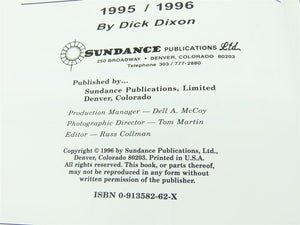 1995 / 1996
By Dick Dixon
SUNDANCE PUBLICATIONS Ltd.
250 BROADWAY • DENVER, COLORADO 80203
Telephone 303 / 777-2880
Published by...
Sundance Publications, Limited
Denver, Colorado
Production Manager — Dell A. McCoy
Photographic Director — Tom Martin
Editor — Russ Collman
Copyright © 1996 by Sundance Publications, Ltd.,
Denver, Colorado 80203. Printed in U.S.A.
All rights reserved. This book, or parts thereof,
may not be reproduced in any form without
written permission of the publisher.
ISBN 0-913582-62-X